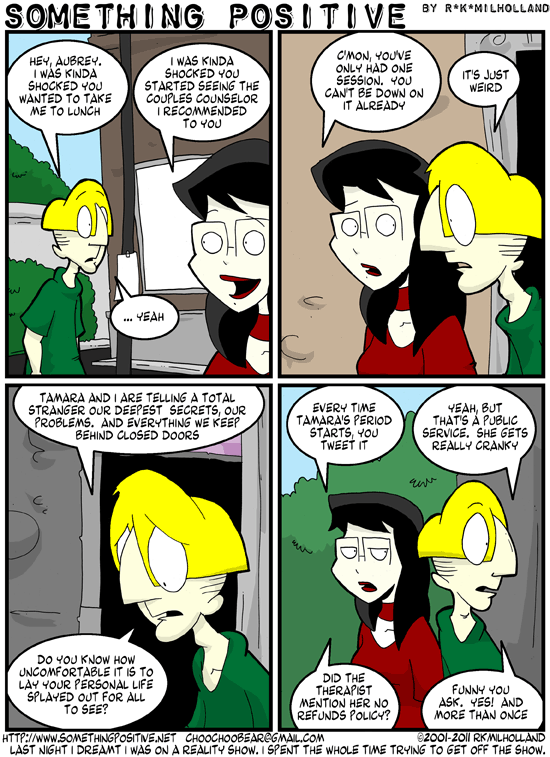 SOMETHING POSITIVE BY R*K*MILHOLLAND
HEY, AUBREY.
I WAS KINDA
SHOCKED YOU
WANTED TO TAKE
ME TO LUNCH
I WAS KINDA
SHOCKED YOU
STARTED SEEING THE
COUPLES COUNSELOR
I RECOMMENDED
TO YOU
... YEAH
C'MON, YOU'VE
ONLY HAD ONE
SESSION. YOU
CAN'T BE DOWN ON
IT ALREADY
IT'S JUST
WEIRD
TAMARA AND I ARE TELLING A TOTAL
STRANGER OUR DEEPEST SECRETS, OUR
PROBLEMS. AND EVERYTHING WE KEEP
BEHIND CLOSED DOORS
DO YOU KNOW HOW
UNCOMFORTABLE IT IS TO
LAY YOUR PERSONAL LIFE
SPLAYED OUT FOR ALL
TO SEE?
EVERY TIME
TAMARA'S PERIOD
STARTS, YOU
TWEET IT
YEAH, BUT
THAT'S A PUBLIC
SERVICE. SHE GETS
REALLY CRANKY
DID THE
THERAPIST
MENTION HER NO
REFUNDS POLICY?
FUNNY YOU
ASK. YES! AND
MORE THAN ONCE
HTTP://WWW.SOMETHINGPOSITIVE.NET CHOOCHOOBEAR@GMAIL.COM ©2001-2011 RKMILHOLLAND
LAST NIGHT I DREAMT I WAS ON A REALITY SHOW. I SPENT THE WHOLE TIME TRYING TO GET OFF THE SHOW.